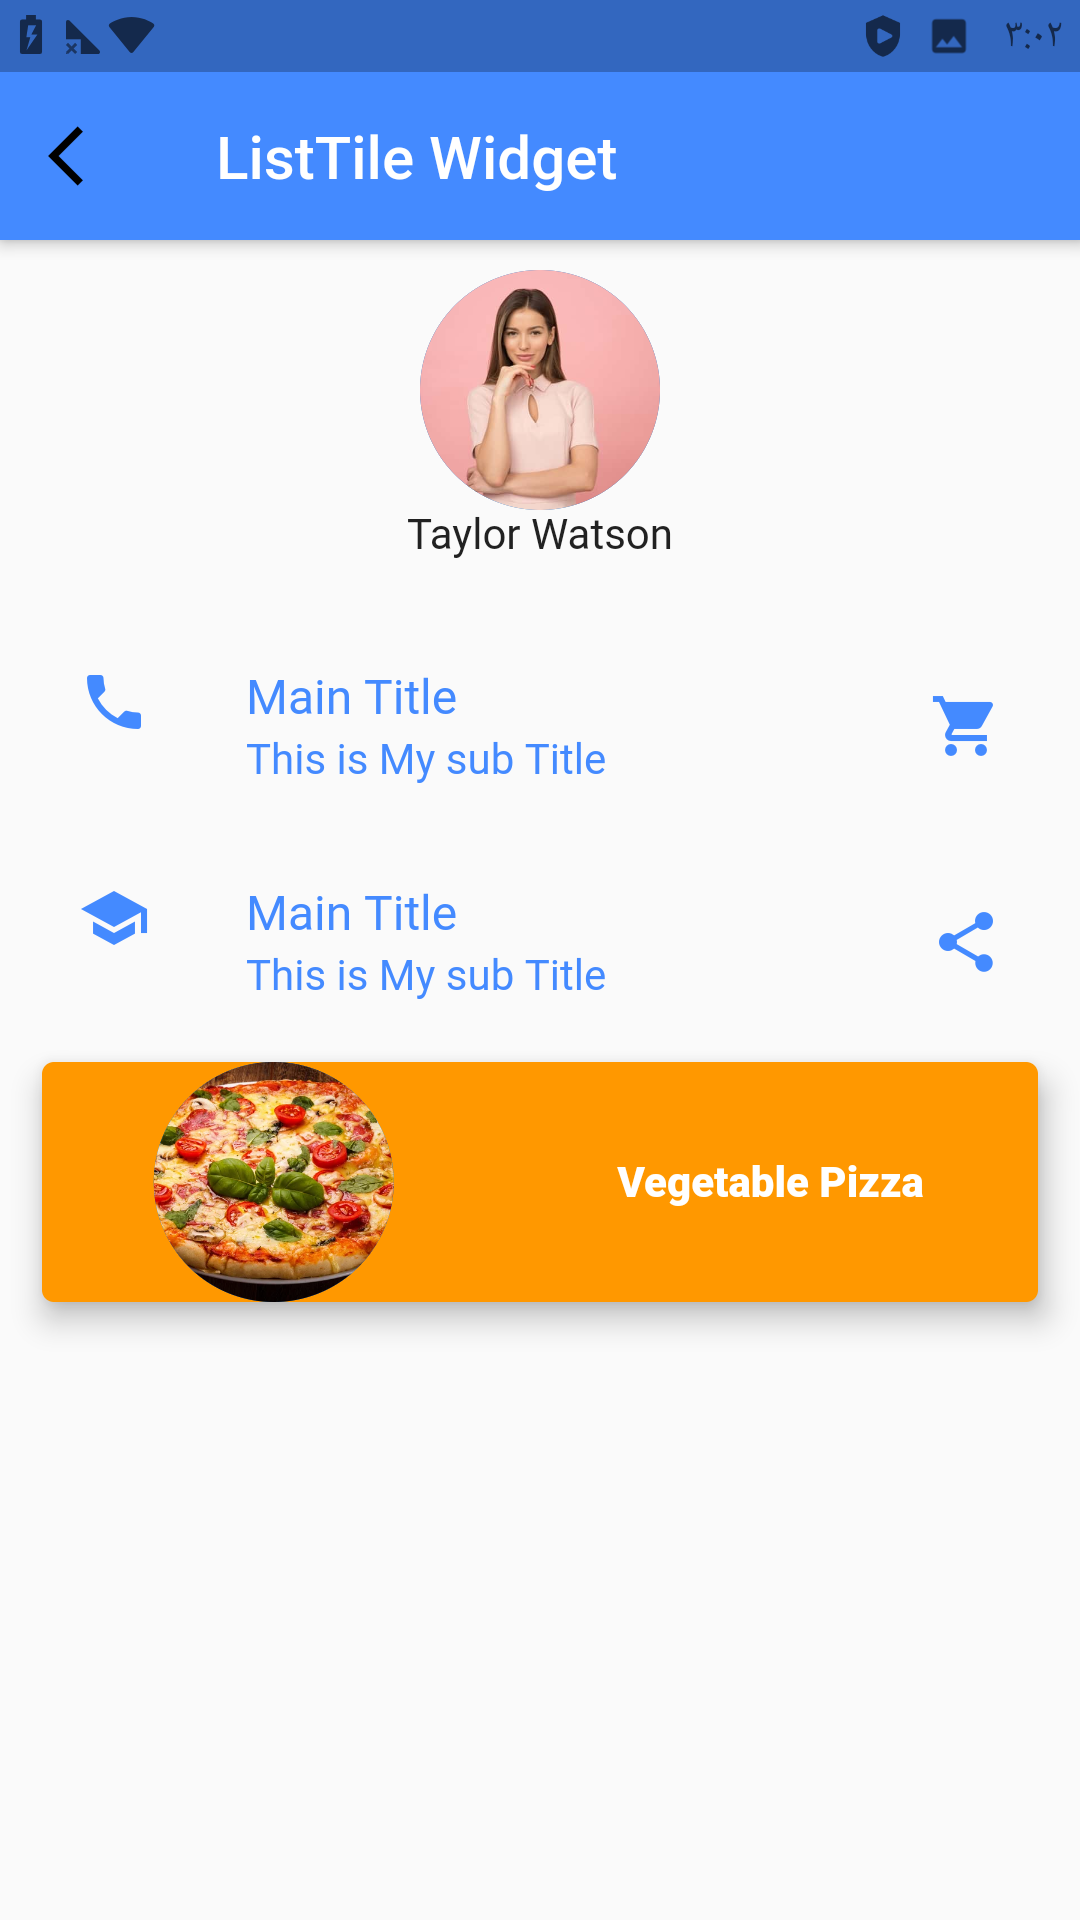 ۳:۰۲
ListTile Widget
Taylor Watson
Main Title
This is My sub Title
Main Title
This is My sub Title
Vegetable Pizza